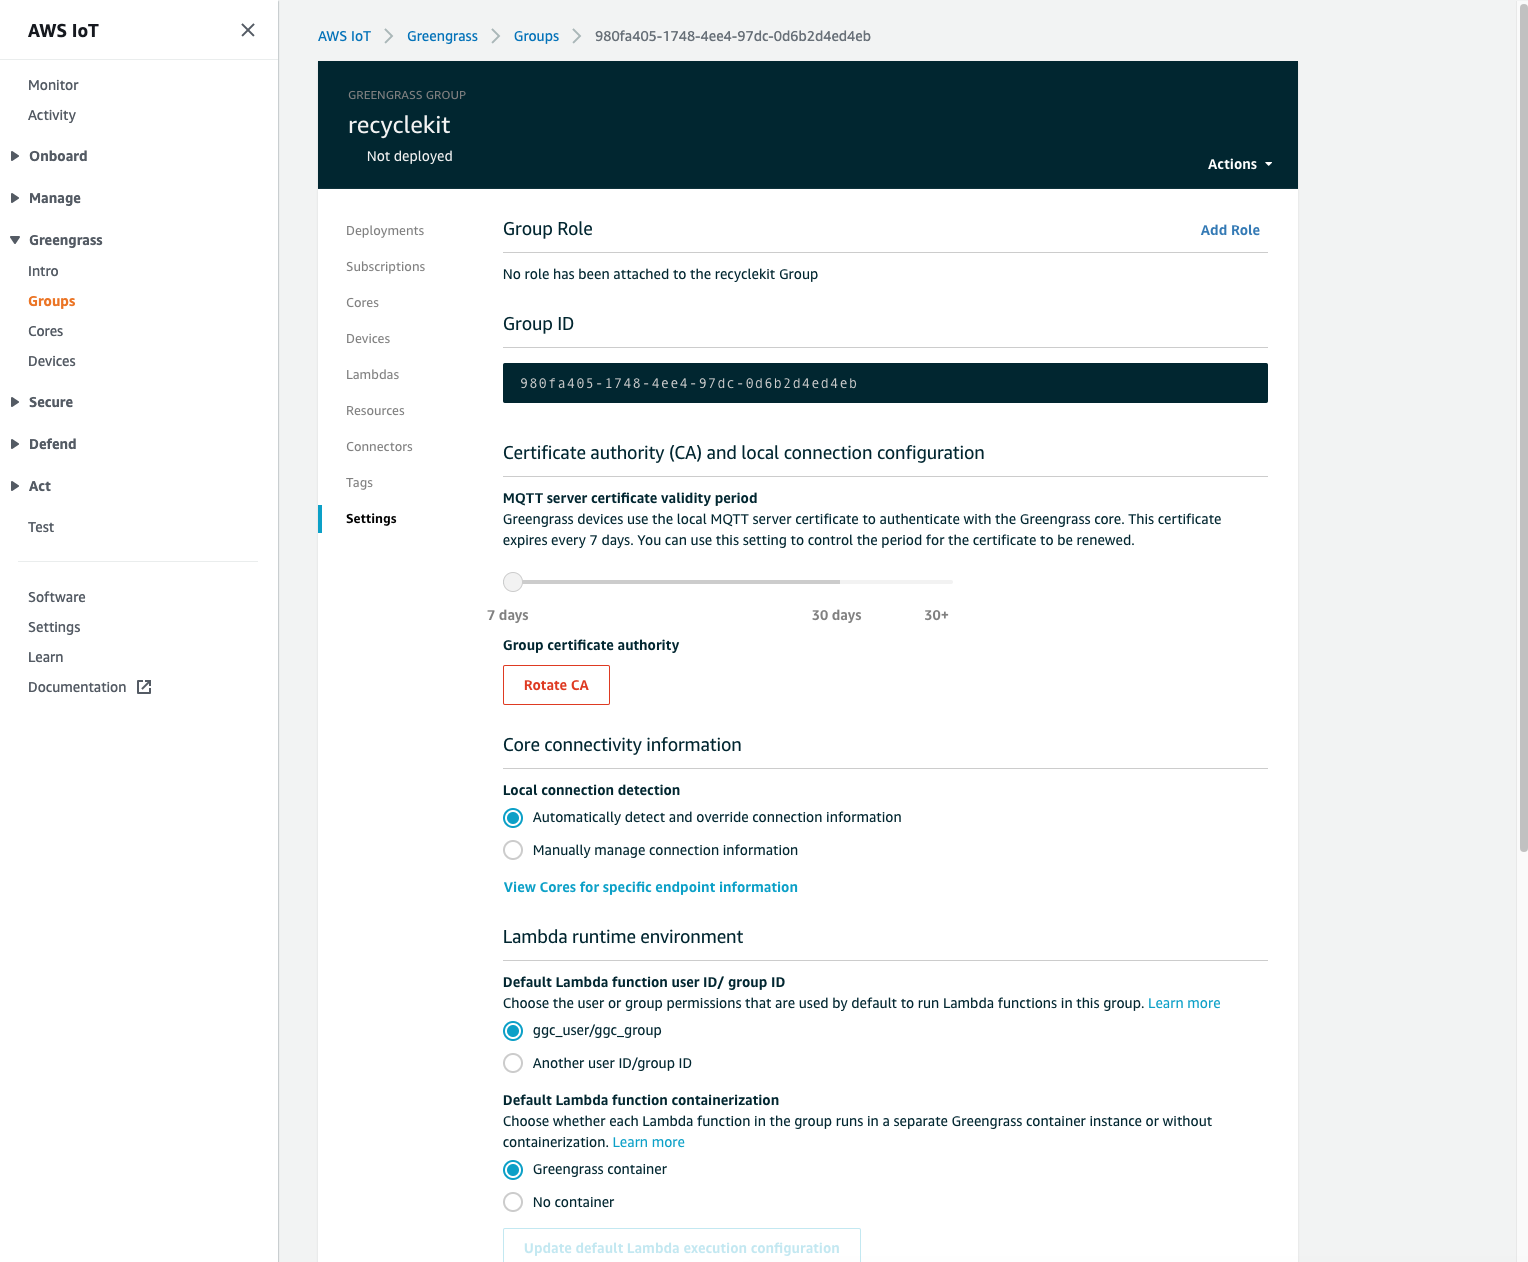 AWS IoT
Monitor
Activity
Onboard
Manage
Greengrass
Intro
Groups
Cores
Devices
Secure
Defend
Act
Test
Software
Settings
Learn
Documentation
AWS IoT Greengrass Groups 980fa405-1748-4ee4-97dc-0d6b2d4ed4eb
GREENGRASS GROUP
recyclekit
Not deployed
Actions
Deployments
Subscriptions
Cores
Devices
Lambdas
Resources
Connectors
Tags
Settings
Group Role Add Role
No role has been attached to the recyclekit Group
Group ID
980fa405-1748-4ee4-97dc-0d6b2d4ed4eb
Certificate authority (CA) and local connection configuration
MQTT server certificate validity period
Greengrass devices use the local MQTT server certificate to authenticate with the Greengrass core. This certificate
expires every 7 days. You can use this setting to control the period for the certificate to be renewed.
7 days 30 days 30+
Group certificate authority
Rotate CA
Core connectivity information
Local connection detection
Automatically detect and override connection information
Manually manage connection information
View Cores for specific endpoint information
Lambda runtime environment
Default Lambda function user ID/ group ID
Choose the user or group permissions that are used by default to run Lambda functions in this group. Learn more
ggc_user/ggc_group
Another user ID/group ID
Default Lambda function containerization
Choose whether each Lambda function in the group runs in a separate Greengrass container instance or without
containerization. Learn more
Greengrass container
No container
Update default Lambda execution configuration